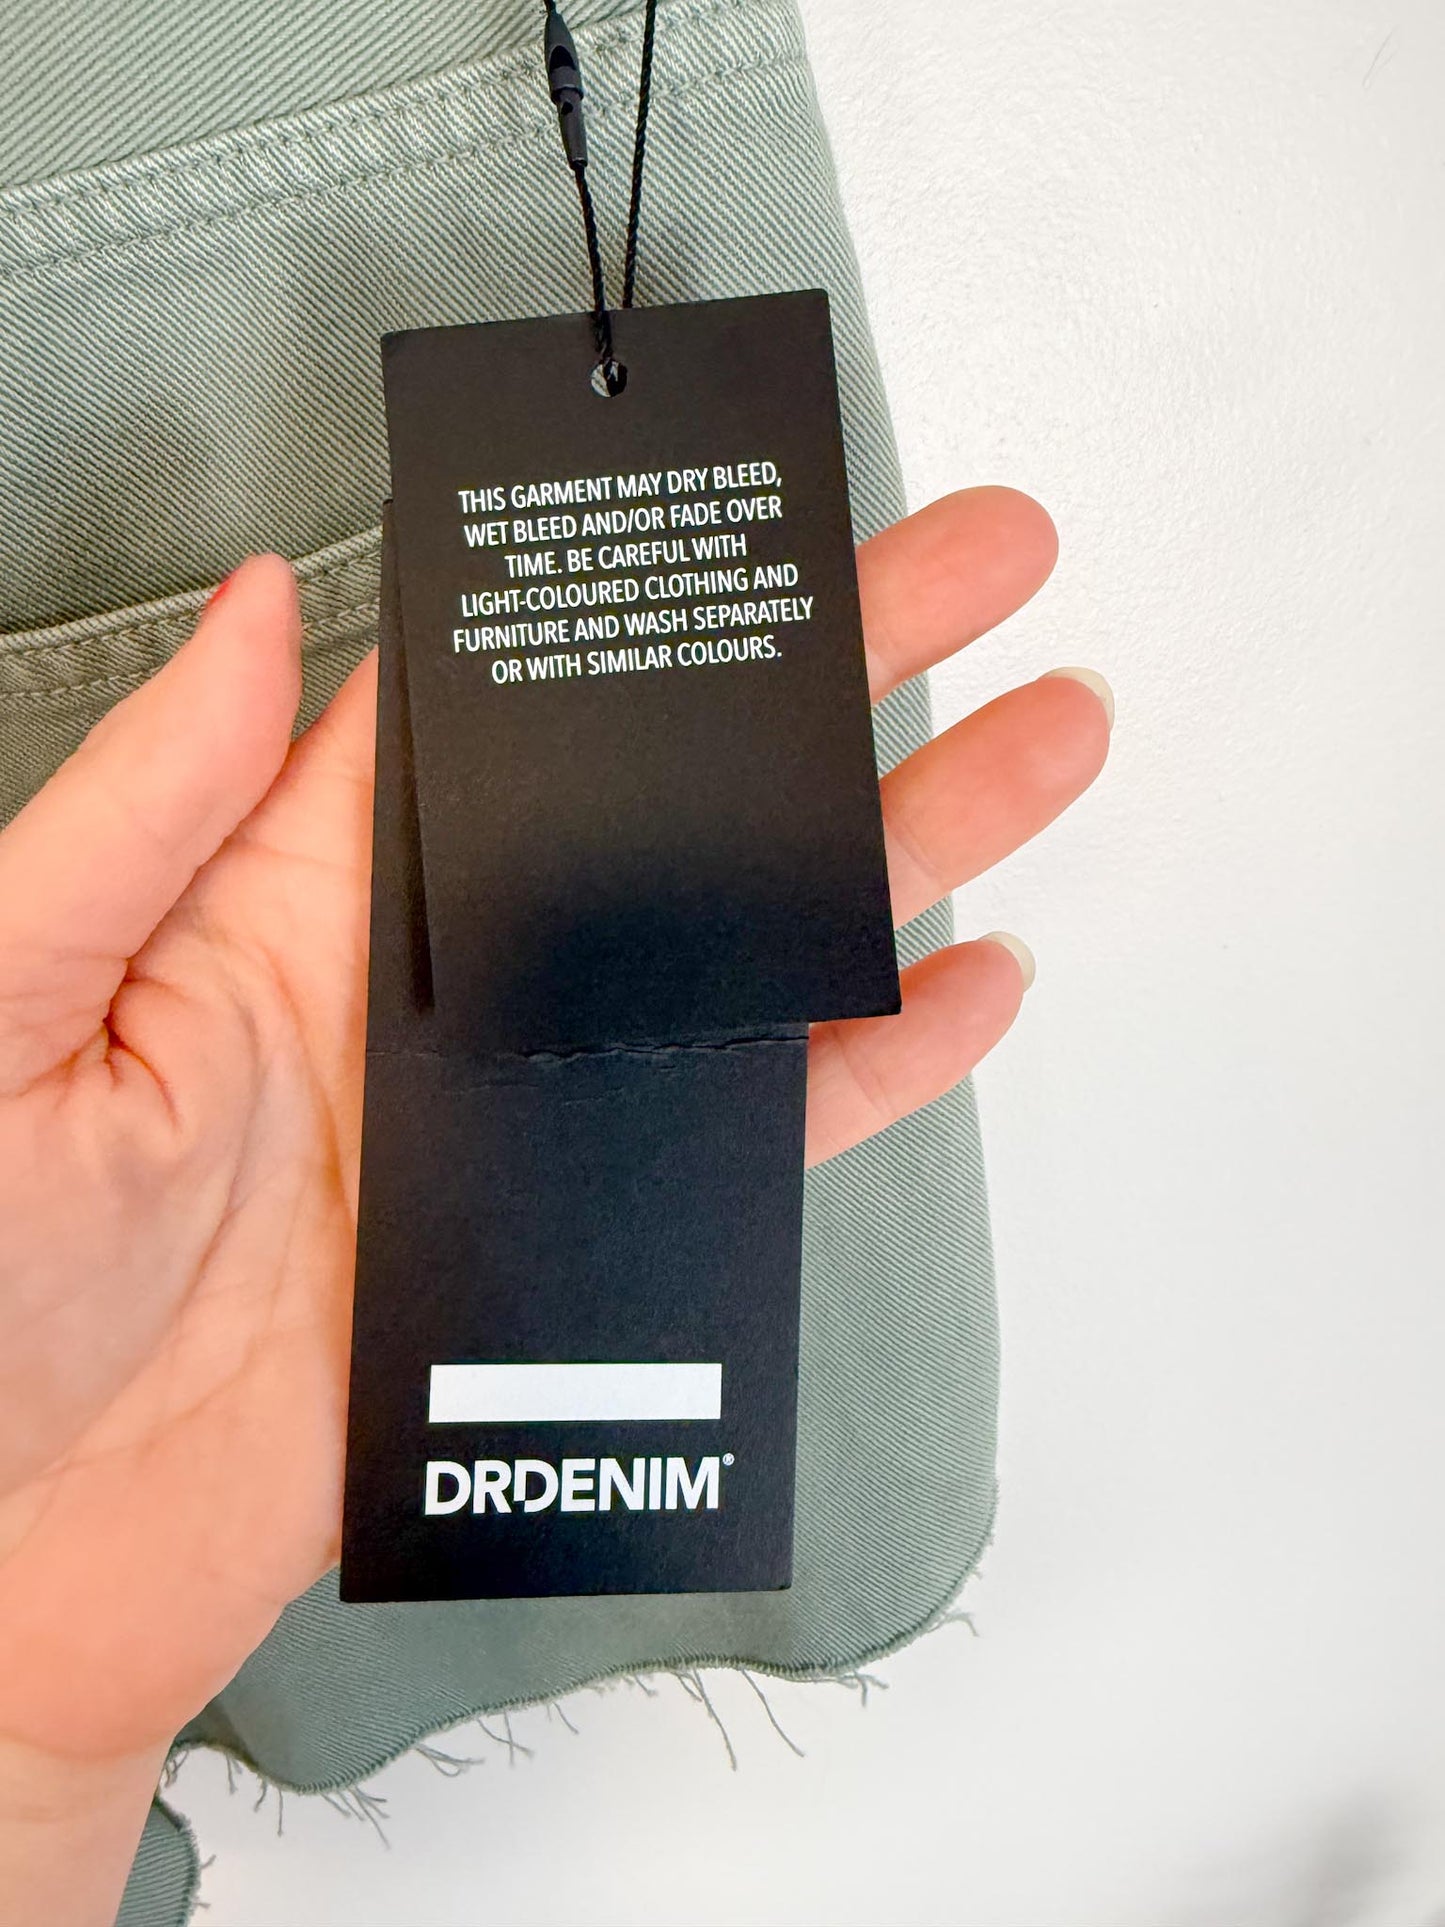 THIS GARMENT MAY DRY BLEED,
WET BLEED AND/OR FADE OVER
TIME. BE CAREFUL WITH
LIGHT-COLOURED CLOTHING AND
FURNITURE AND WASH SEPARATELY
OR WITH SIMILAR COLOURS.
DRDENIM®